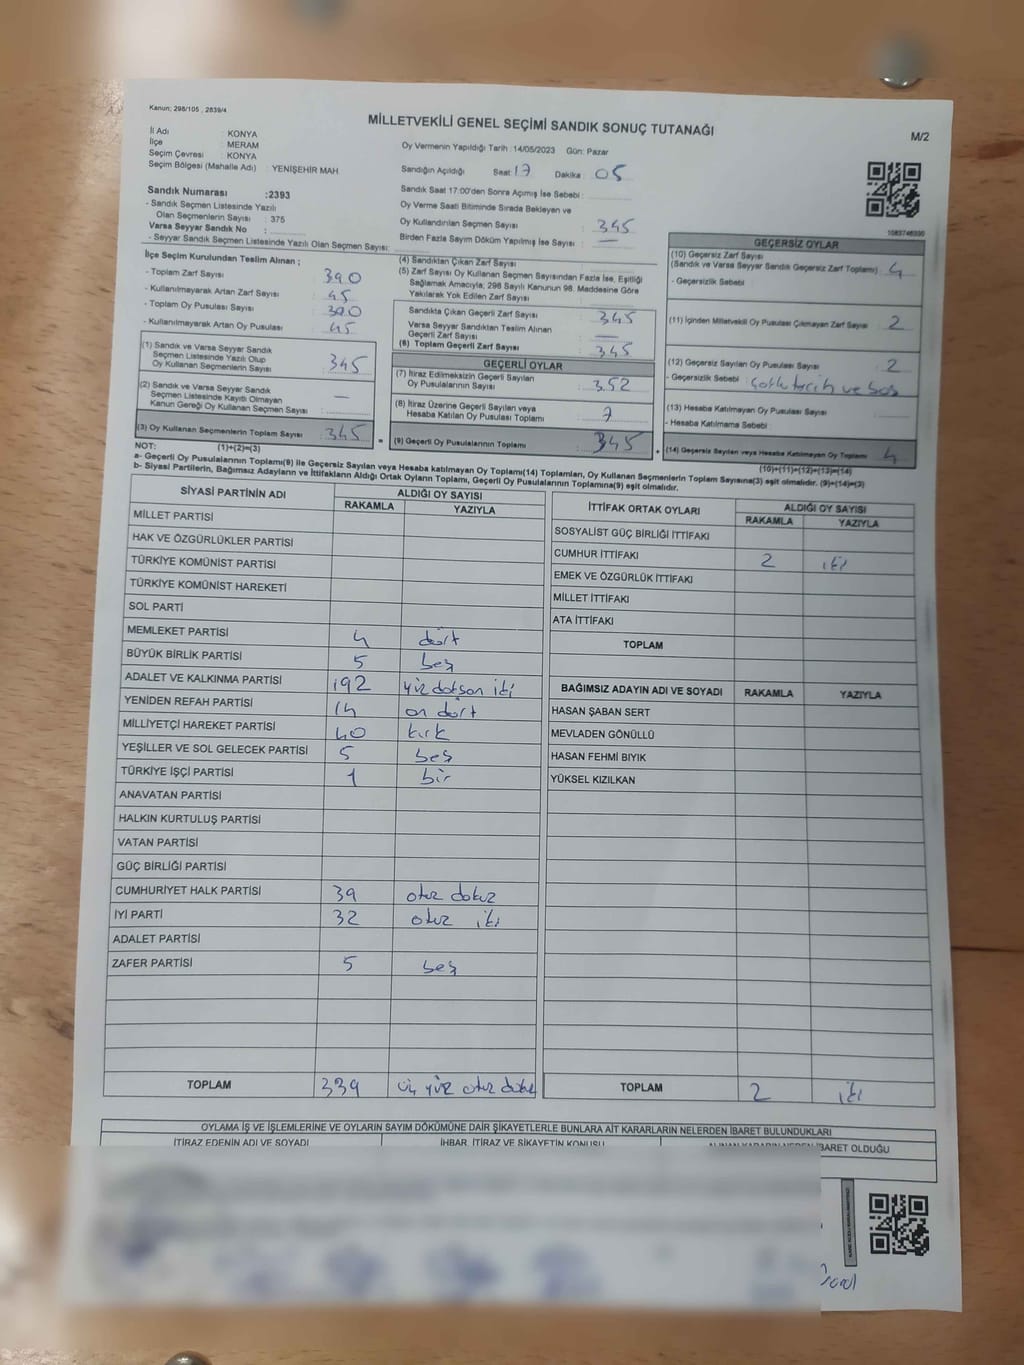 Kanun; 298/105 , 2839/4
MİLLETVEKİLİ GENEL SEÇİMİ SANDIK SONUÇ TUTANAĞI
M/2
İl Adı : KONYA
İlçe : MERAM
Seçim Çevresi : KONYA
Seçim Bölgesi (Mahalle Adı) : YENİŞEHİR MAH.
Sandık Numarası :2393
- Sandık Seçmen Listesinde Yazılı
Olan Seçmenlerin Sayısı : 375
Varsa Seyyar Sandık No :
- Seyyar Sandık Seçmen Listesinde Yazılı Olan Seçmen Sayısı:
Oy Vermenin Yapıldığı Tarih :14/05/2023 Gün: Pazar
Sandığın Açıldığı Saat :17 Dakika : 05
Sandık Saat 17:00'den Sonra Açımış İse Sebebi :
Oy Verme Saati Bitiminde Sırada Bekleyen ve
Oy Kullandırılan Seçmen Sayısı : 345
Birden Fazla Sayım Döküm Yapılmış İse Sayısı : —
1083746330
İlçe Seçim Kurulundan Teslim Alınan ;
- Toplam Zarf Sayısı : 390
- Kullanılmayarak Artan Zarf Sayısı : 45
- Toplam Oy Pusulası Sayısı : 390
- Kullanılmayarak Artan Oy Pusulası : 45
(1) Sandık ve Varsa Seyyar Sandık
Seçmen Listesinde Yazılı Olup
Oy Kullanan Seçmenlerin Sayısı : 345
(2) Sandık ve Varsa Seyyar Sandık
Seçmen Listesinde Kayıtlı Olmayan
Kanun Gereği Oy Kullanan Seçmen Sayısı : —
(3) Oy Kullanan Seçmenlerin Toplam Sayısı : 345
(4) Sandıktan Çıkan Zarf Sayısı :
(5) Zarf Sayısı Oy Kullanan Seçmen Sayısından Fazla İse, Eşitliği
Sağlamak Amacıyla, 298 Sayılı Kanunun 98. Maddesine Göre
Yakılarak Yok Edilen Zarf Sayısı :
Sandıkta Çıkan Geçerli Zarf Sayısı : 345
Varsa Seyyar Sandıktan Teslim Alınan
Geçerli Zarf Sayısı : —
(6) Toplam Geçerli Zarf Sayısı : 345
GEÇERLİ OYLAR
(7) İtiraz Edilmeksizin Geçerli Sayılan
Oy Pusulalarının Sayısı : 352
(8) İtiraz Üzerine Geçerli Sayılan veya
Hesaba Katılan Oy Pusulası Toplamı : 7
= (9) Geçerli Oy Pusulalarının Toplamı : 345
GEÇERSİZ OYLAR
(10) Geçersiz Zarf Sayısı
(Sandık ve Varsa Seyyar Sandık Geçersiz Zarf Toplamı) : 4
- Geçersizlik Sebebi :
(11) İçinden Milletvekili Oy Pusulası Çıkmayan Zarf Sayısı : 2
(12) Geçersiz Sayılan Oy Pusulası Sayısı : 2
- Geçersizlik Sebebi : ve boş
(13) Hesaba Katılmayan Oy Pusulası Sayısı :
- Hesaba Katılmama Sebebi :
+ (14) Geçersiz Sayılan veya Hesaba Katılmayan Oy Toplamı : 4
NOT: (1)+(2)=(3)
(10)+(11)+(12)+(13)=(14)
a- Geçerli Oy Pusulalarının Toplamı(9) ile Geçersiz Sayılan veya Hesaba katılmayan Oy Toplamı(14) Toplamları, Oy Kullanan Seçmenlerin Toplam Sayısına(3) eşit olmalıdır. (9)+(14)=(3)
b- Siyasi Partilerin, Bağımsız Adayların ve İttifakların Aldığı Ortak Oyların Toplamı, Geçerli Oy Pusulalarının Toplamına(9) eşit olmalıdır.
SİYASİ PARTİNİN ADI ALDIĞI OY SAYISI
RAKAMLA YAZIYLA
MİLLET PARTİSİ
HAK VE ÖZGÜRLÜKLER PARTİSİ
TÜRKİYE KOMÜNİST PARTİSİ
TÜRKİYE KOMÜNİST HAREKETİ
SOL PARTİ
MEMLEKET PARTİSİ 4 dört
BÜYÜK BİRLİK PARTİSİ 5 beş
ADALET VE KALKINMA PARTİSİ 192 yüz doksan iki
YENİDEN REFAH PARTİSİ 14 on dört
MİLLİYETÇİ HAREKET PARTİSİ 40 kırk
YEŞİLLER VE SOL GELECEK PARTİSİ 5 beş
TÜRKİYE İŞÇİ PARTİSİ 1 bir
ANAVATAN PARTİSİ
HALKIN KURTULUŞ PARTİSİ
VATAN PARTİSİ
GÜÇ BİRLİĞİ PARTİSİ
CUMHURİYET HALK PARTİSİ 39 otuz dokuz
İYİ PARTİ 32 otuz iki
ADALET PARTİSİ
ZAFER PARTİSİ 5 beş
TOPLAM 339 üç yüz otuz dokuz
İTTİFAK ORTAK OYLARI ALDIĞI OY SAYISI
RAKAMLA YAZIYLA
SOSYALİST GÜÇ BİRLİĞİ İTTİFAKI
CUMHUR İTTİFAKI 2 iki
EMEK VE ÖZGÜRLÜK İTTİFAKI
MİLLET İTTİFAKI
ATA İTTİFAKI
TOPLAM
BAĞIMSIZ ADAYIN ADI VE SOYADI RAKAMLA YAZIYLA
HASAN ŞABAN SERT
MEVLADEN GÖNÜLLÜ
HASAN FEHMİ BIYIK
YÜKSEL KIZILKAN
TOPLAM 2 iki
OYLAMA İŞ VE İŞLEMLERİNE VE OYLARIN SAYIM DÖKÜMÜNE DAİR ŞİKAYETLERLE BUNLARA AİT KARARLARIN NELERDEN İBARET BULUNDUKLARI
İTİRAZ EDENİN ADI VE SOYADI İHBAR, İTİRAZ VE ŞİKAYETİN KONUSU ALINAN KARARIN NEDEN İBARET OLDUĞU